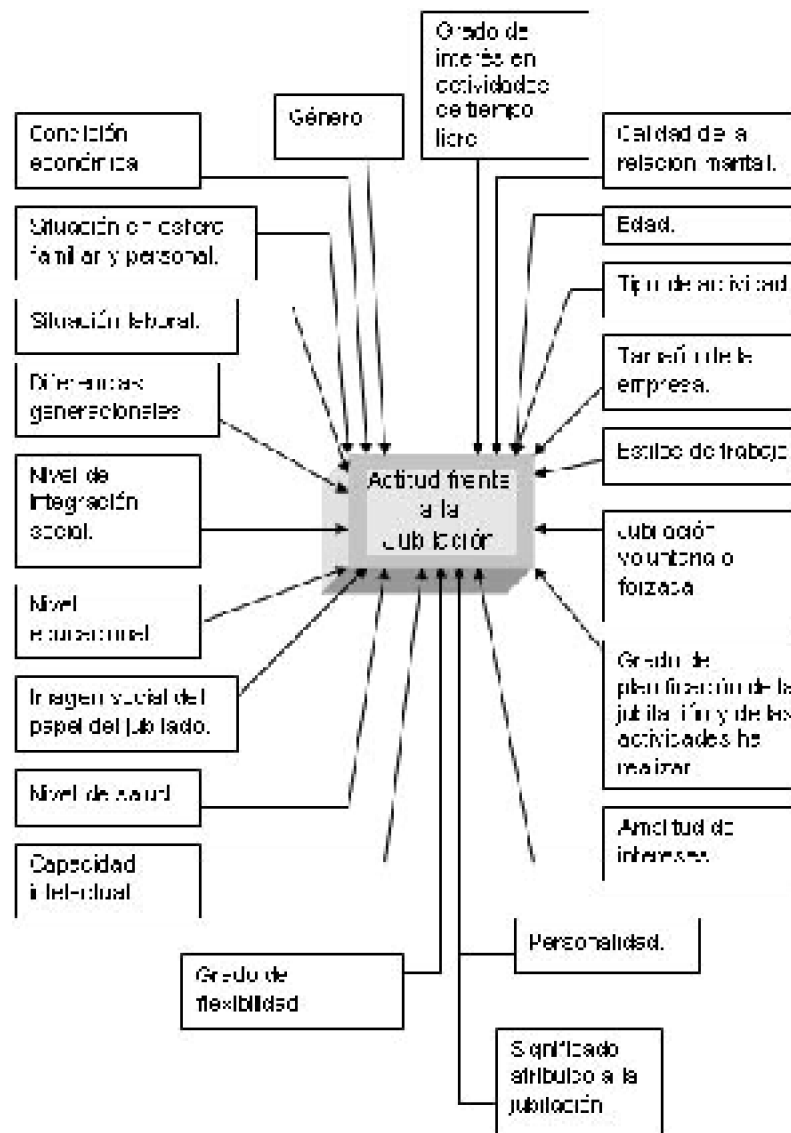 Grado de
interés en
actividades
de tiempo
libre
Género
Condición
económica
Calidad de la
relación marital.
Situación en esfera
familiar y personal.
Edad.
Situación laboral.
Tipo de actividad
Diferencias
generacionales
Tamaño de la
empresa.
Estilos de trabajo
Nivel de
integración
social.
Actitud frente
a la
Jubilación
Jubilación
voluntaria o
forzada
Nivel
educacional
Grado de
planificación de la
jubilación y de las
actividades ha
realizar
Imagen social del
papel del jubilado.
Nivel de salud
Amplitud de
intereses
Capacidad
intelectual
Personalidad.
Grado de
flexibilidad
Significado
atribuido a la
jubilación